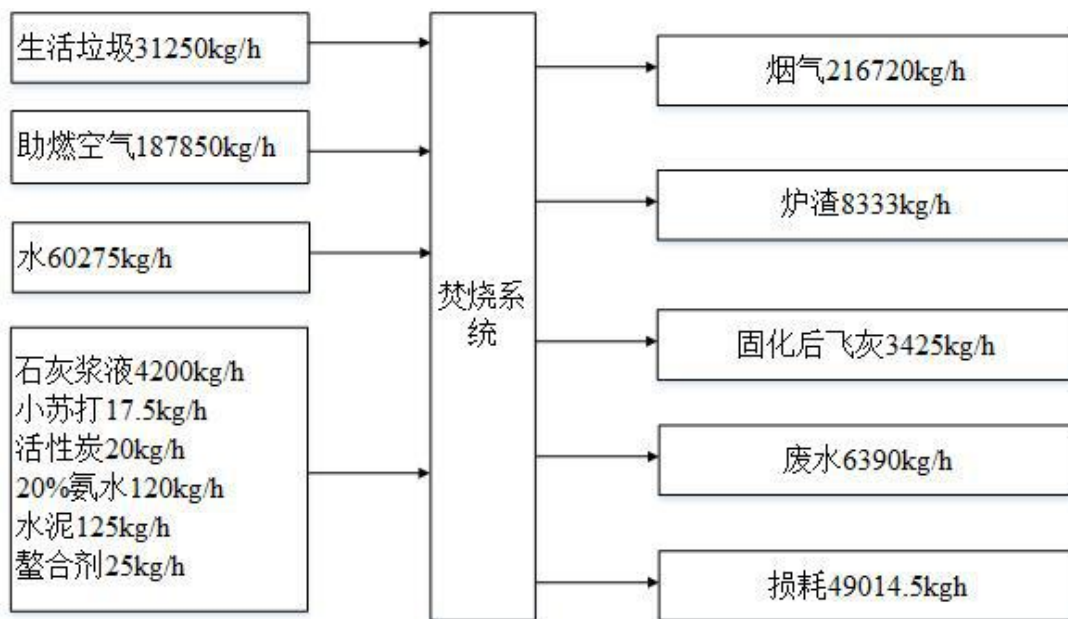 生活垃圾31250kg/h
助燃空气187850kg/h
水60275kg/h
石灰浆液4200kg/h
小苏打17.5kg/h
活性炭20kg/h
20%氨水120kg/h
水泥125kg/h
螯合剂25kg/h
焚烧系
统
烟气216720kg/h
炉渣8333kg/h
固化后飞灰3425kg/h
废水6390kg/h
损耗49014.5kgh